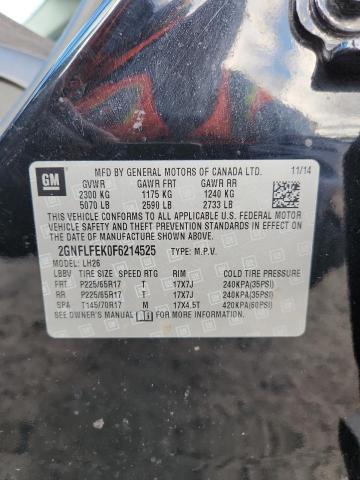 GM
MFD BY GENERAL MOTORS OF CANADA LTD. 11/14
GVWR GAWR FRT GAWR RR
2300 KG 1175 KG 1240 KG
5070 LB 2590 LB 2733 LB
THIS VEHICLE CONFORMS TO ALL APPLICABLE U.S. FEDERAL MOTOR
VEHICLE SAFETY, BUMPER, AND THEFT PREVENTION STANDARDS IN
EFFECT ON THE DATE OF MANUFACTURE SHOWN ABOVE.
2GNFLFEK0F6214525 TYPE: M.P.V.
MODEL: LH26
LBBV TIRE SIZE SPEED RTG RIM COLD TIRE PRESSURE
FRT P225/65R17 T 17X7J 240KPA(35PSI)
RR P225/65R17 T 17X7J 240KPA(35PSI)
SPA T145/70R17 M 17X4.5T 420KPA(60PSI)
SEE OWNER'S MANUAL FOR MORE INFORMATION.